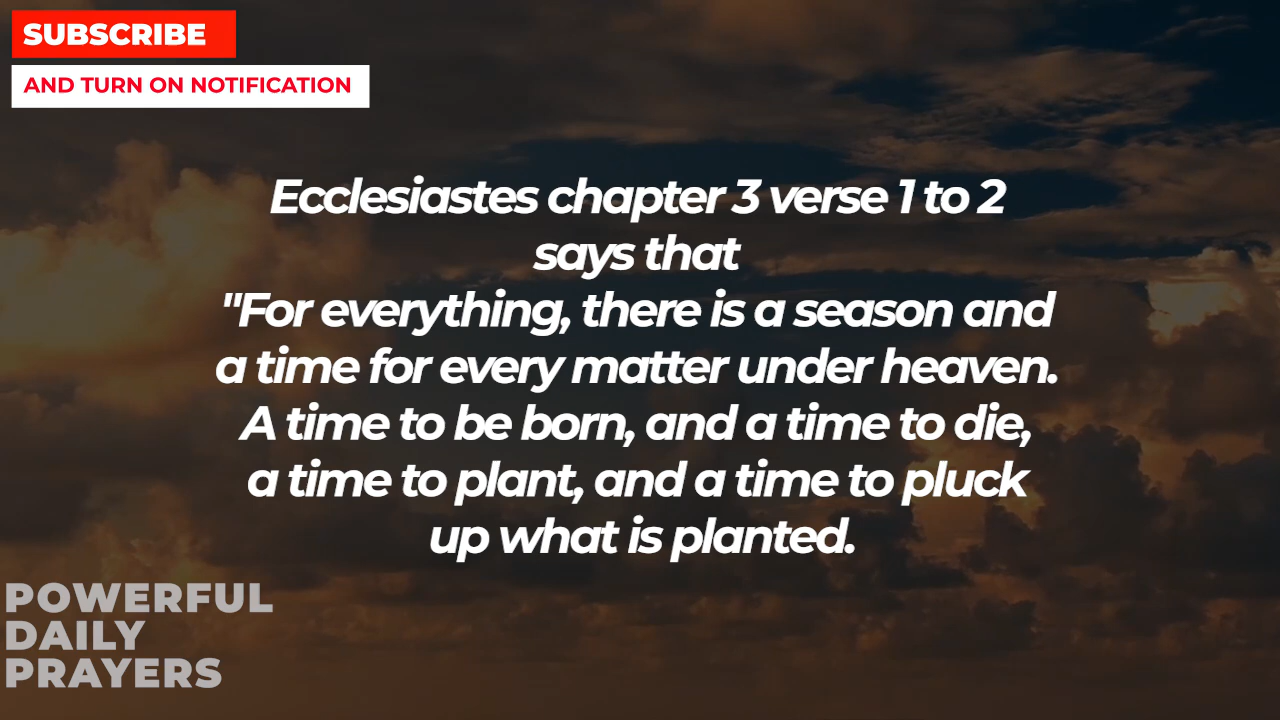 SUBSCRIBE
AND TURN ON NOTIFICATION
Ecclesiastes chapter 3 verse 1 to 2
says that
"For everything, there is a season and
a time for every matter under heaven.
A time to be born, and a time to die,
a time to plant, and a time to pluck
up what is planted.
POWERFUL
DAILY
PRAYERS